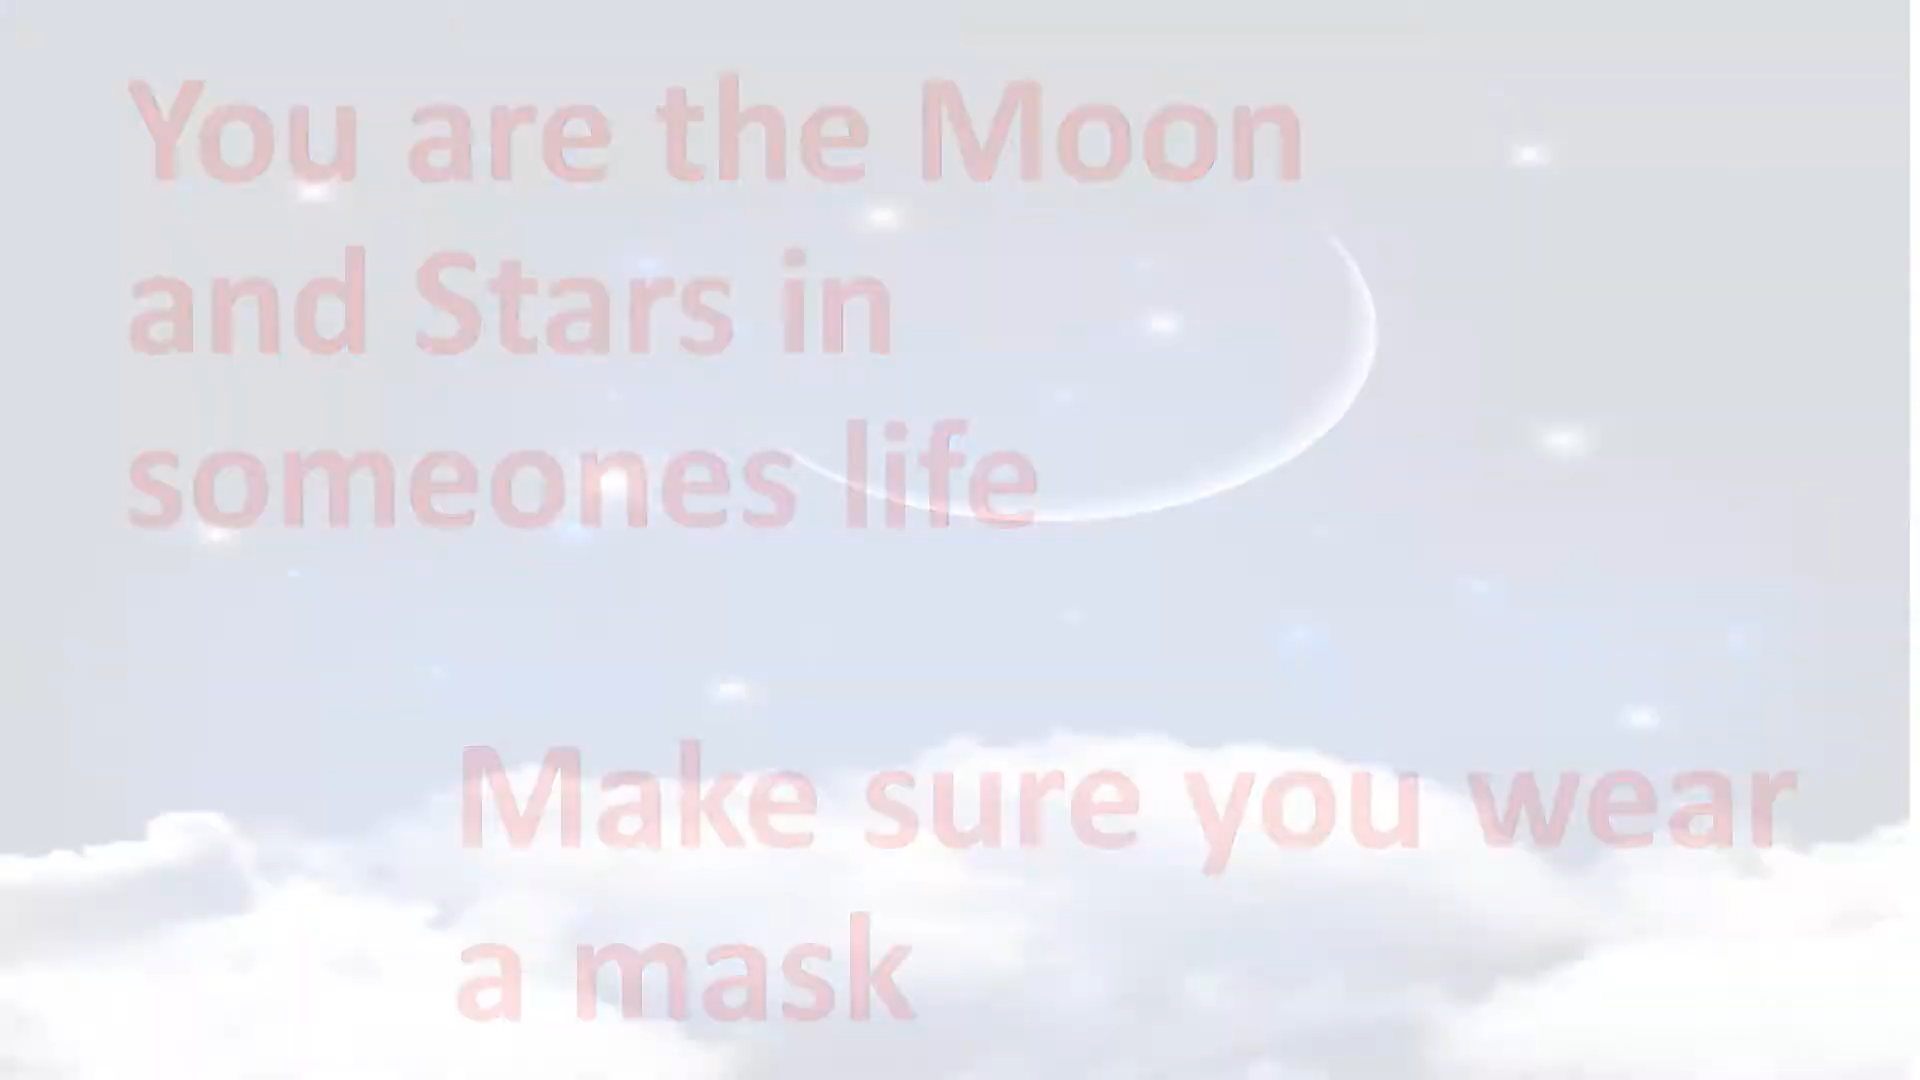 You are the Moon
and Stars in
someones life
Make sure you wear
a mask